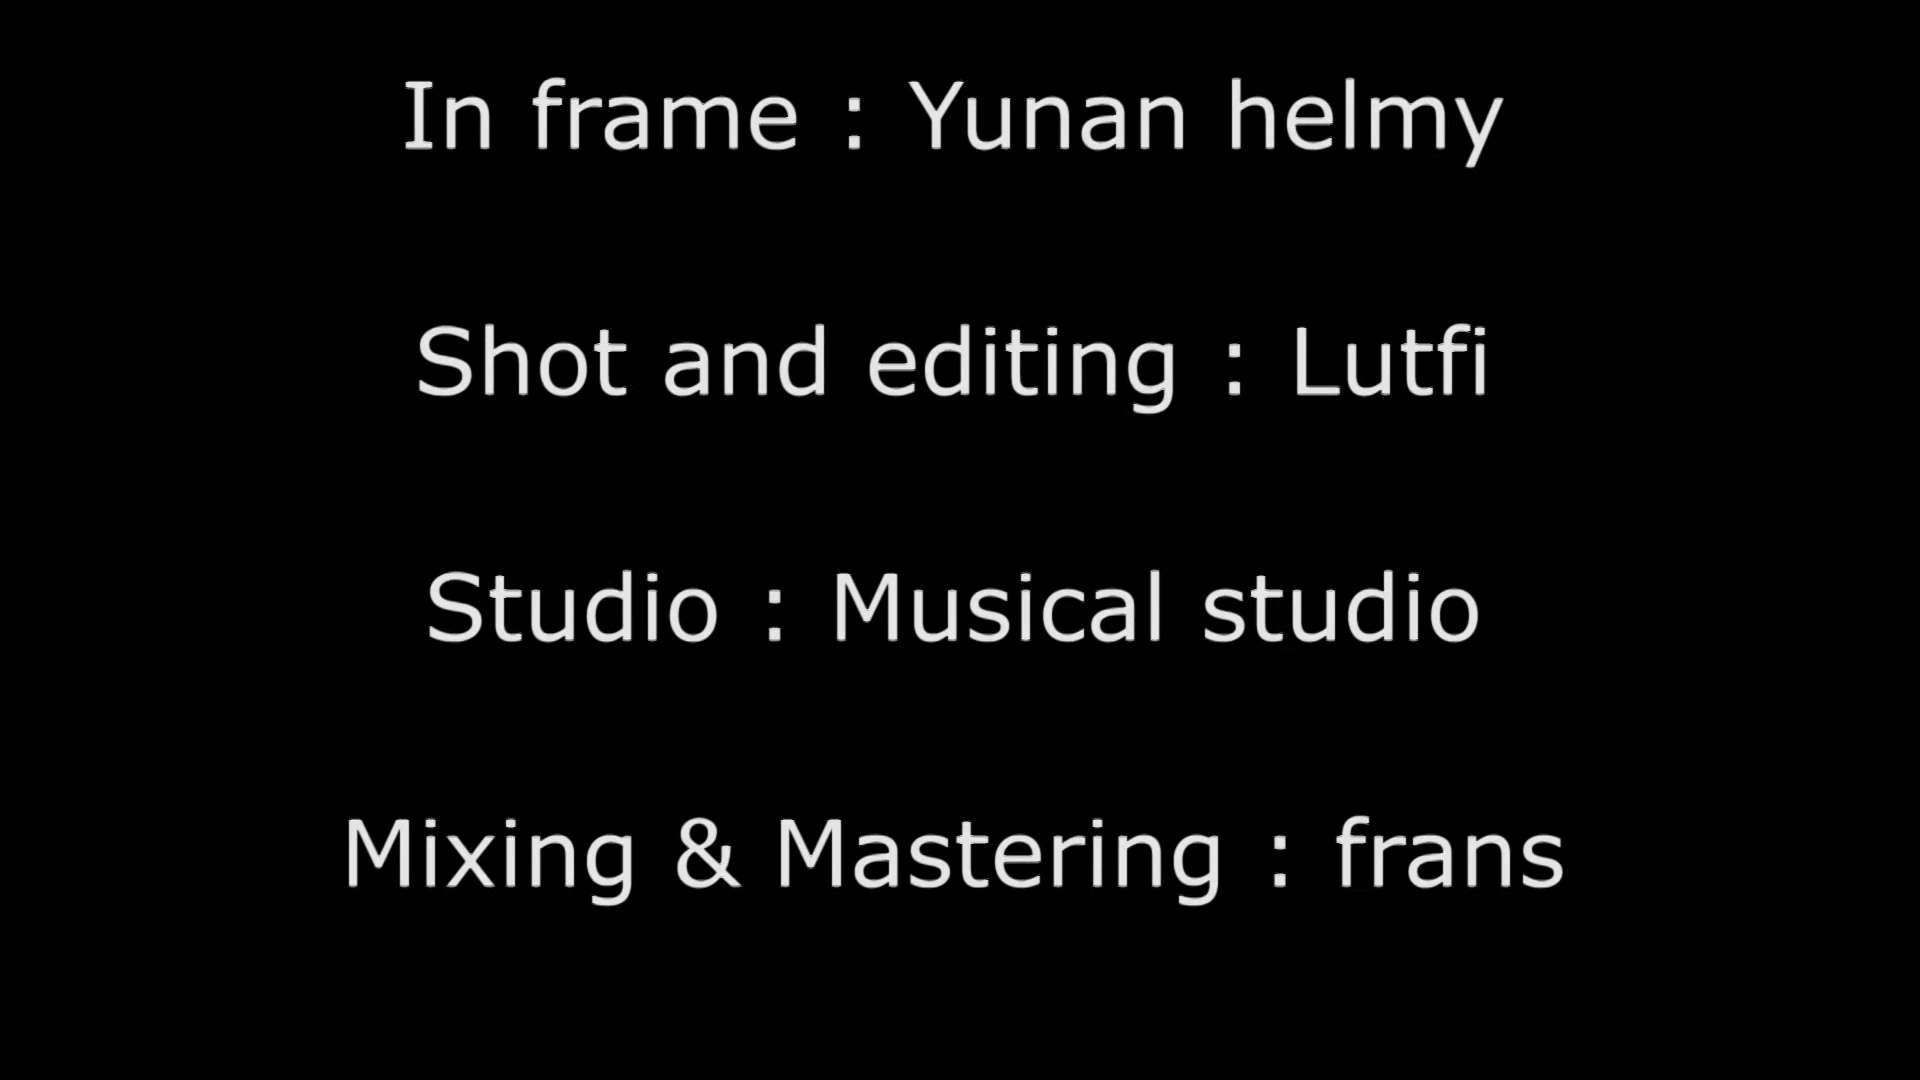 In frame : Yunan helmy
Shot and editing : Lutfi
Studio : Musical studio
Mixing & Mastering : frans